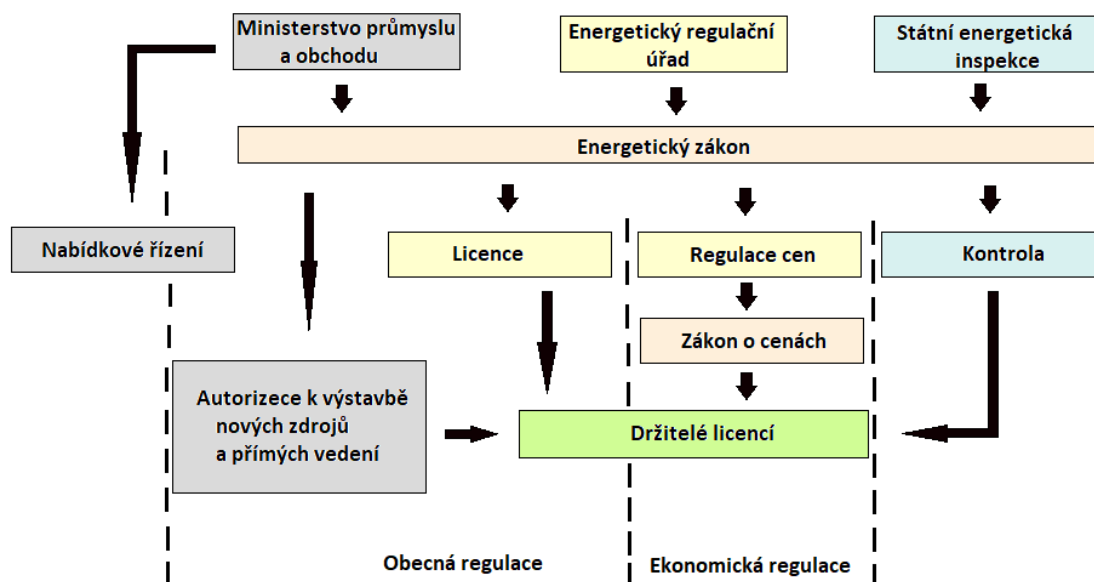 Ministerstvo průmyslu
a obchodu
Energetický regulační
úřad
Státní energetická
inspekce
Energetický zákon
Nabídkové řízení
Licence
Regulace cen
Kontrola
Zákon o cenách
Autorizece k výstavbě
nových zdrojů
a přímých vedení
Držitelé licencí
Obecná regulace
Ekonomická regulace